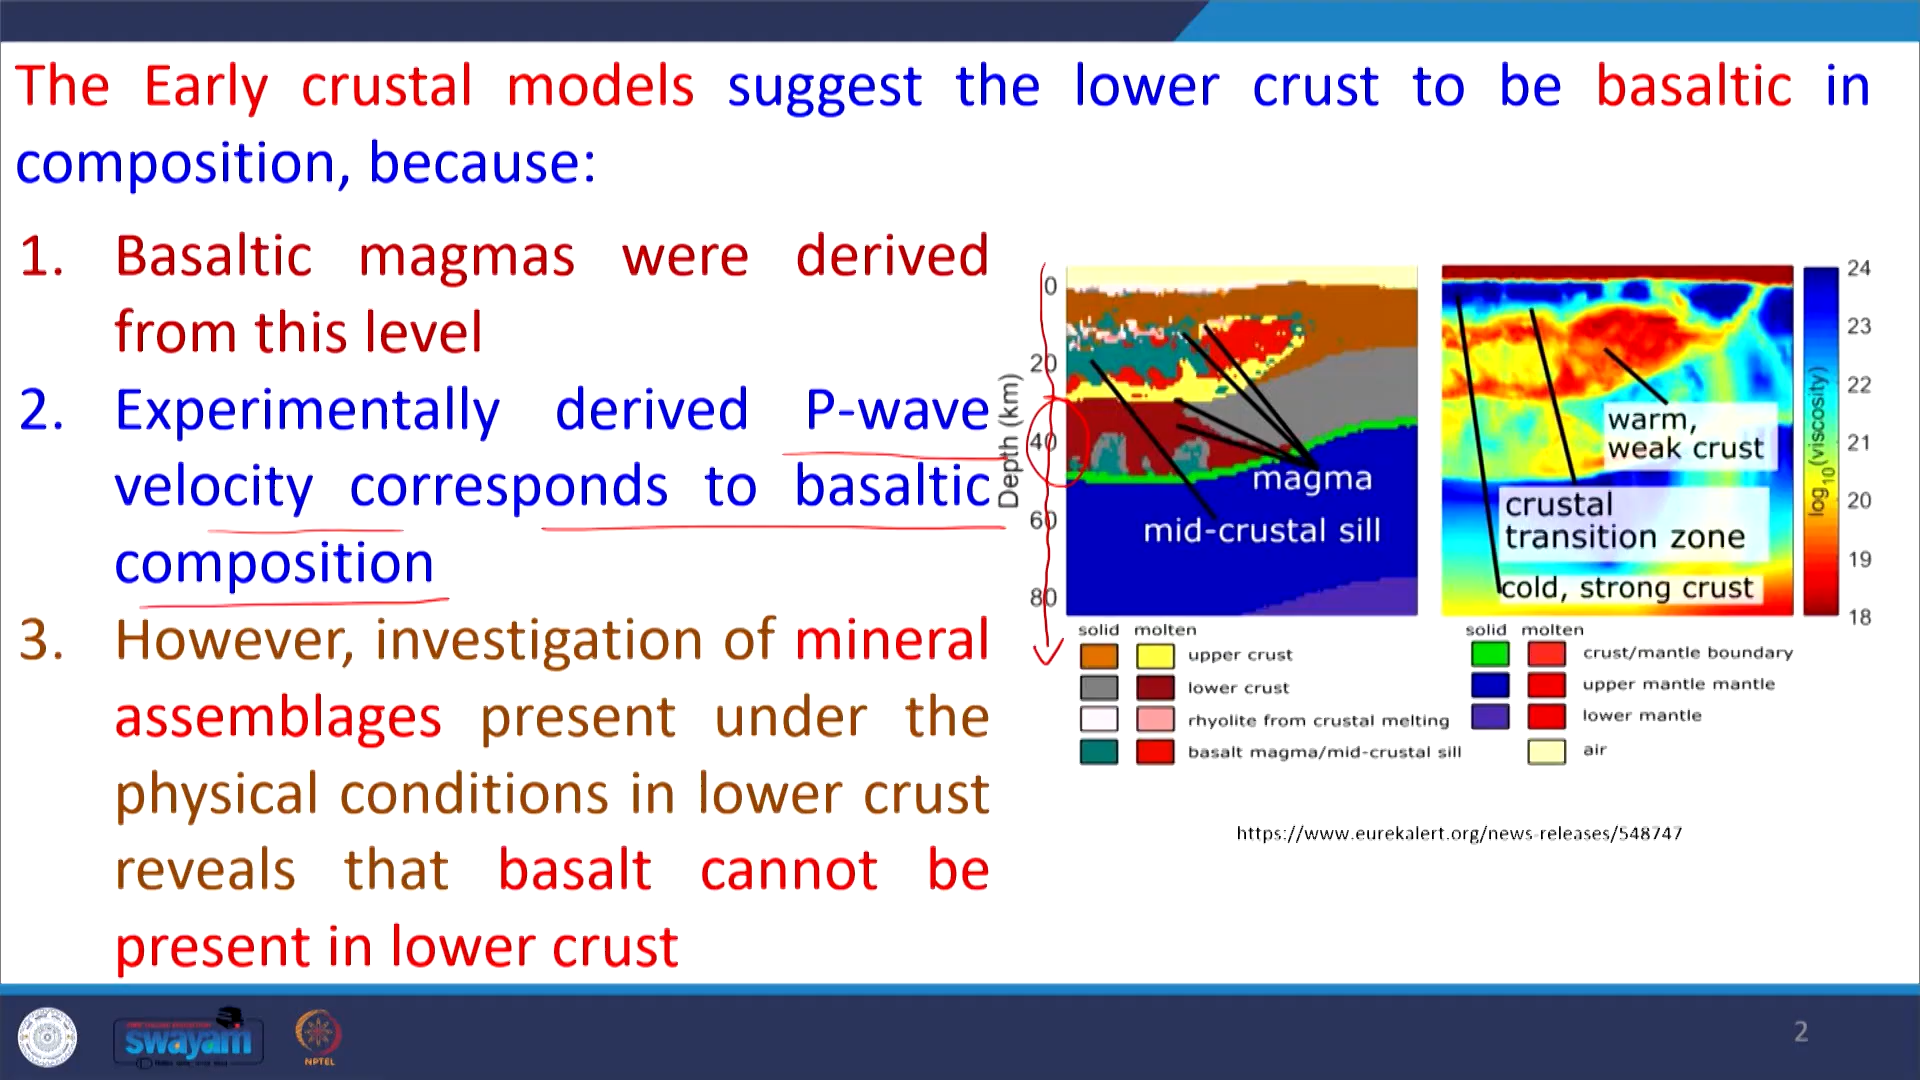 The Early crustal models suggest the lower crust to be basaltic in
composition, because:
1. Basaltic magmas were derived
from this level
2. Experimentally derived P-wave
velocity corresponds to basaltic
composition
3. However, investigation of mineral
assemblages present under the
physical conditions in lower crust
reveals that basalt cannot be
present in lower crust
Depth (km)
0
20
40
60
80
magma
mid-crustal sill
warm,
weak crust
crustal
transition zone
cold, strong crust
log10(viscosity)
24
23
22
21
20
19
18
solid molten
upper crust
lower crust
rhyolite from crustal melting
basalt magma/mid-crustal sill
solid molten
crust/mantle boundary
upper mantle mantle
lower mantle
air
https://www.eurekalert.org/news-releases/548747
swayam
NPTEL
2